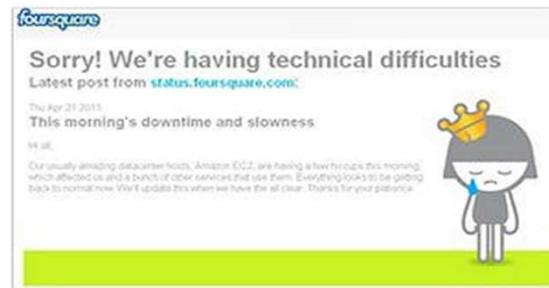 foursquare
Sorry! We're having technical difficulties
Latest post from status.foursquare.com:
Thu Apr 21 2011
This morning's downtime and slowness
Hi all,
Our usually-amazing datacenter hosts, Amazon EC2, are having a few hiccups this morning,
which affected us and a bunch of other services that use them. Everything looks to be getting
back to normal now. We'll update this when we have the all clear. Thanks for your patience.